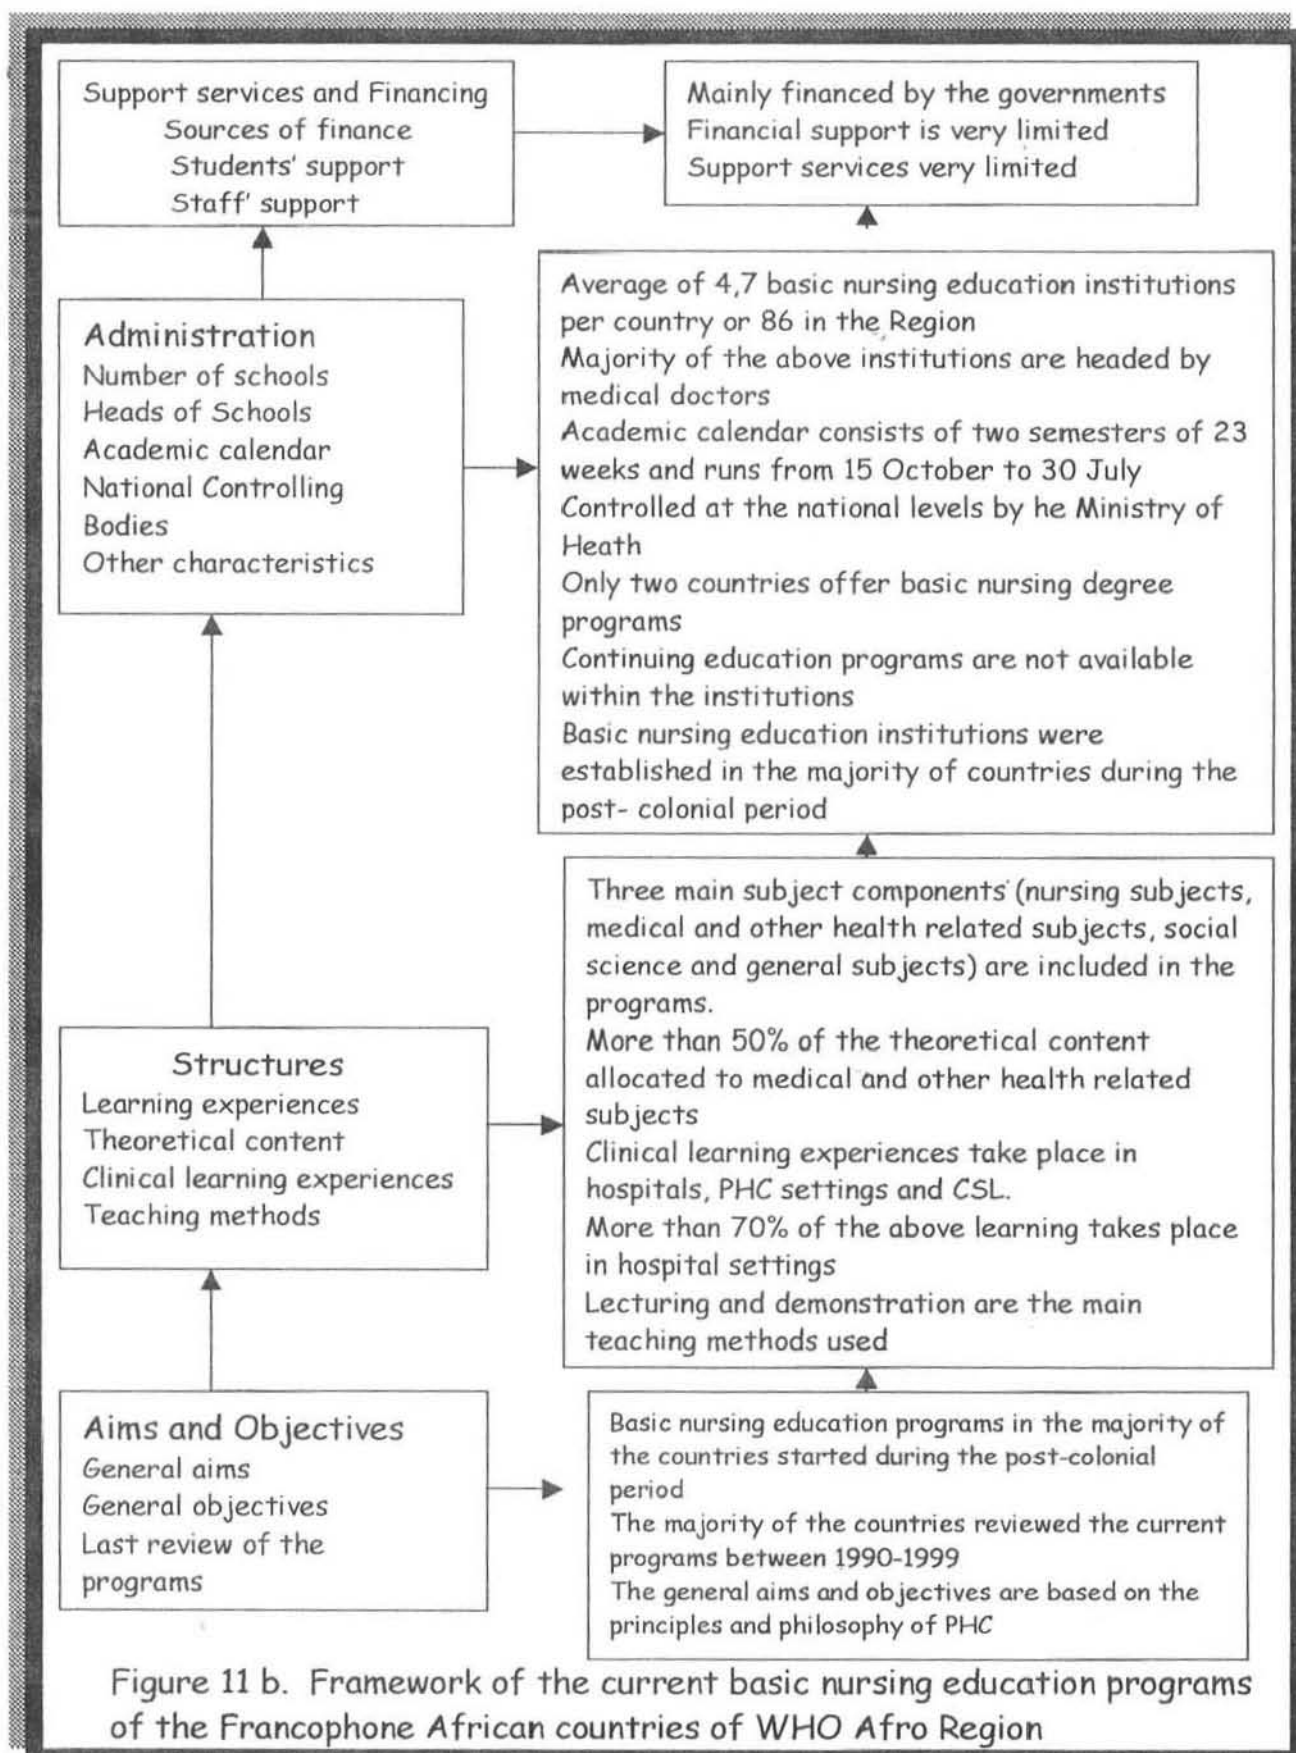 Support services and Financing
Sources of finance
Students' support
Staff' support
Mainly financed by the governments
Financial support is very limited
Support services very limited
Administration
Number of schools
Heads of Schools
Academic calendar
National Controlling
Bodies
Other characteristics
Average of 4,7 basic nursing education institutions
per country or 86 in the Region
Majority of the above institutions are headed by
medical doctors
Academic calendar consists of two semesters of 23
weeks and runs from 15 October to 30 July
Controlled at the national levels by he Ministry of
Heath
Only two countries offer basic nursing degree
programs
Continuing education programs are not available
within the institutions
Basic nursing education institutions were
established in the majority of countries during the
post- colonial period
Structures
Learning experiences
Theoretical content
Clinical learning experiences
Teaching methods
Three main subject components (nursing subjects,
medical and other health related subjects, social
science and general subjects) are included in the
programs.
More than 50% of the theoretical content
allocated to medical and other health related
subjects
Clinical learning experiences take place in
hospitals, PHC settings and CSL.
More than 70% of the above learning takes place
in hospital settings
Lecturing and demonstration are the main
teaching methods used
Aims and Objectives
General aims
General objectives
Last review of the
programs
Basic nursing education programs in the majority of
the countries started during the post-colonial
period
The majority of the countries reviewed the current
programs between 1990-1999
The general aims and objectives are based on the
principles and philosophy of PHC
Figure 11 b. Framework of the current basic nursing education programs
of the Francophone African countries of WHO Afro Region